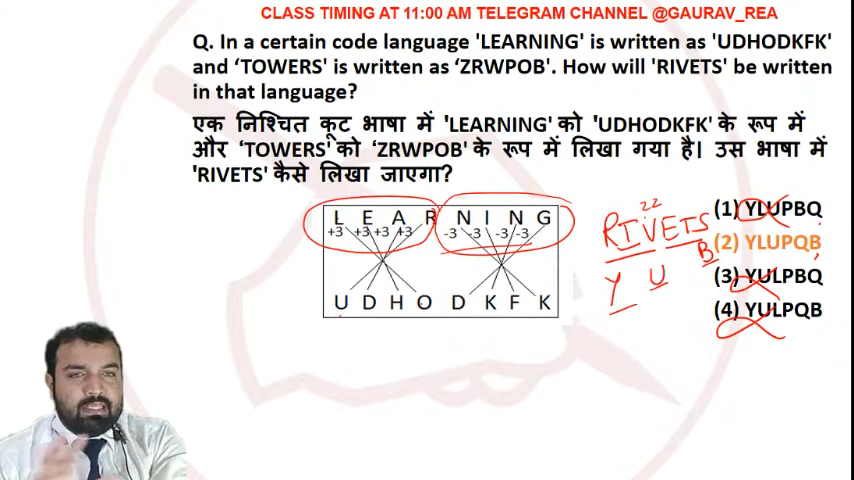 CLASS TIMING AT 11:00 AM TELEGRAM CHANNEL @GAURAV_REA
Q. In a certain code language 'LEARNING' is written as 'UDHODKFK'
and ‘TOWERS' is written as ‘ZRWPOB'. How will 'RIVETS' be written
in that language?
एक निश्चित कूट भाषा में 'LEARNING' को 'UDHODKFK' के रूप में
और ‘TOWERS' को ‘ZRWPOB' के रूप में लिखा गया है। उस भाषा में
'RIVETS' कैसे लिखा जाएगा?
L E A R N I N G
+3 +3 +3 +3 -3 -3 -3 -3
U D H O D K F K
22
RIVETS
Y U B
(1) YLUPBQ
(2) YLUPQB
(3) YULPBQ
(4) YULPQB